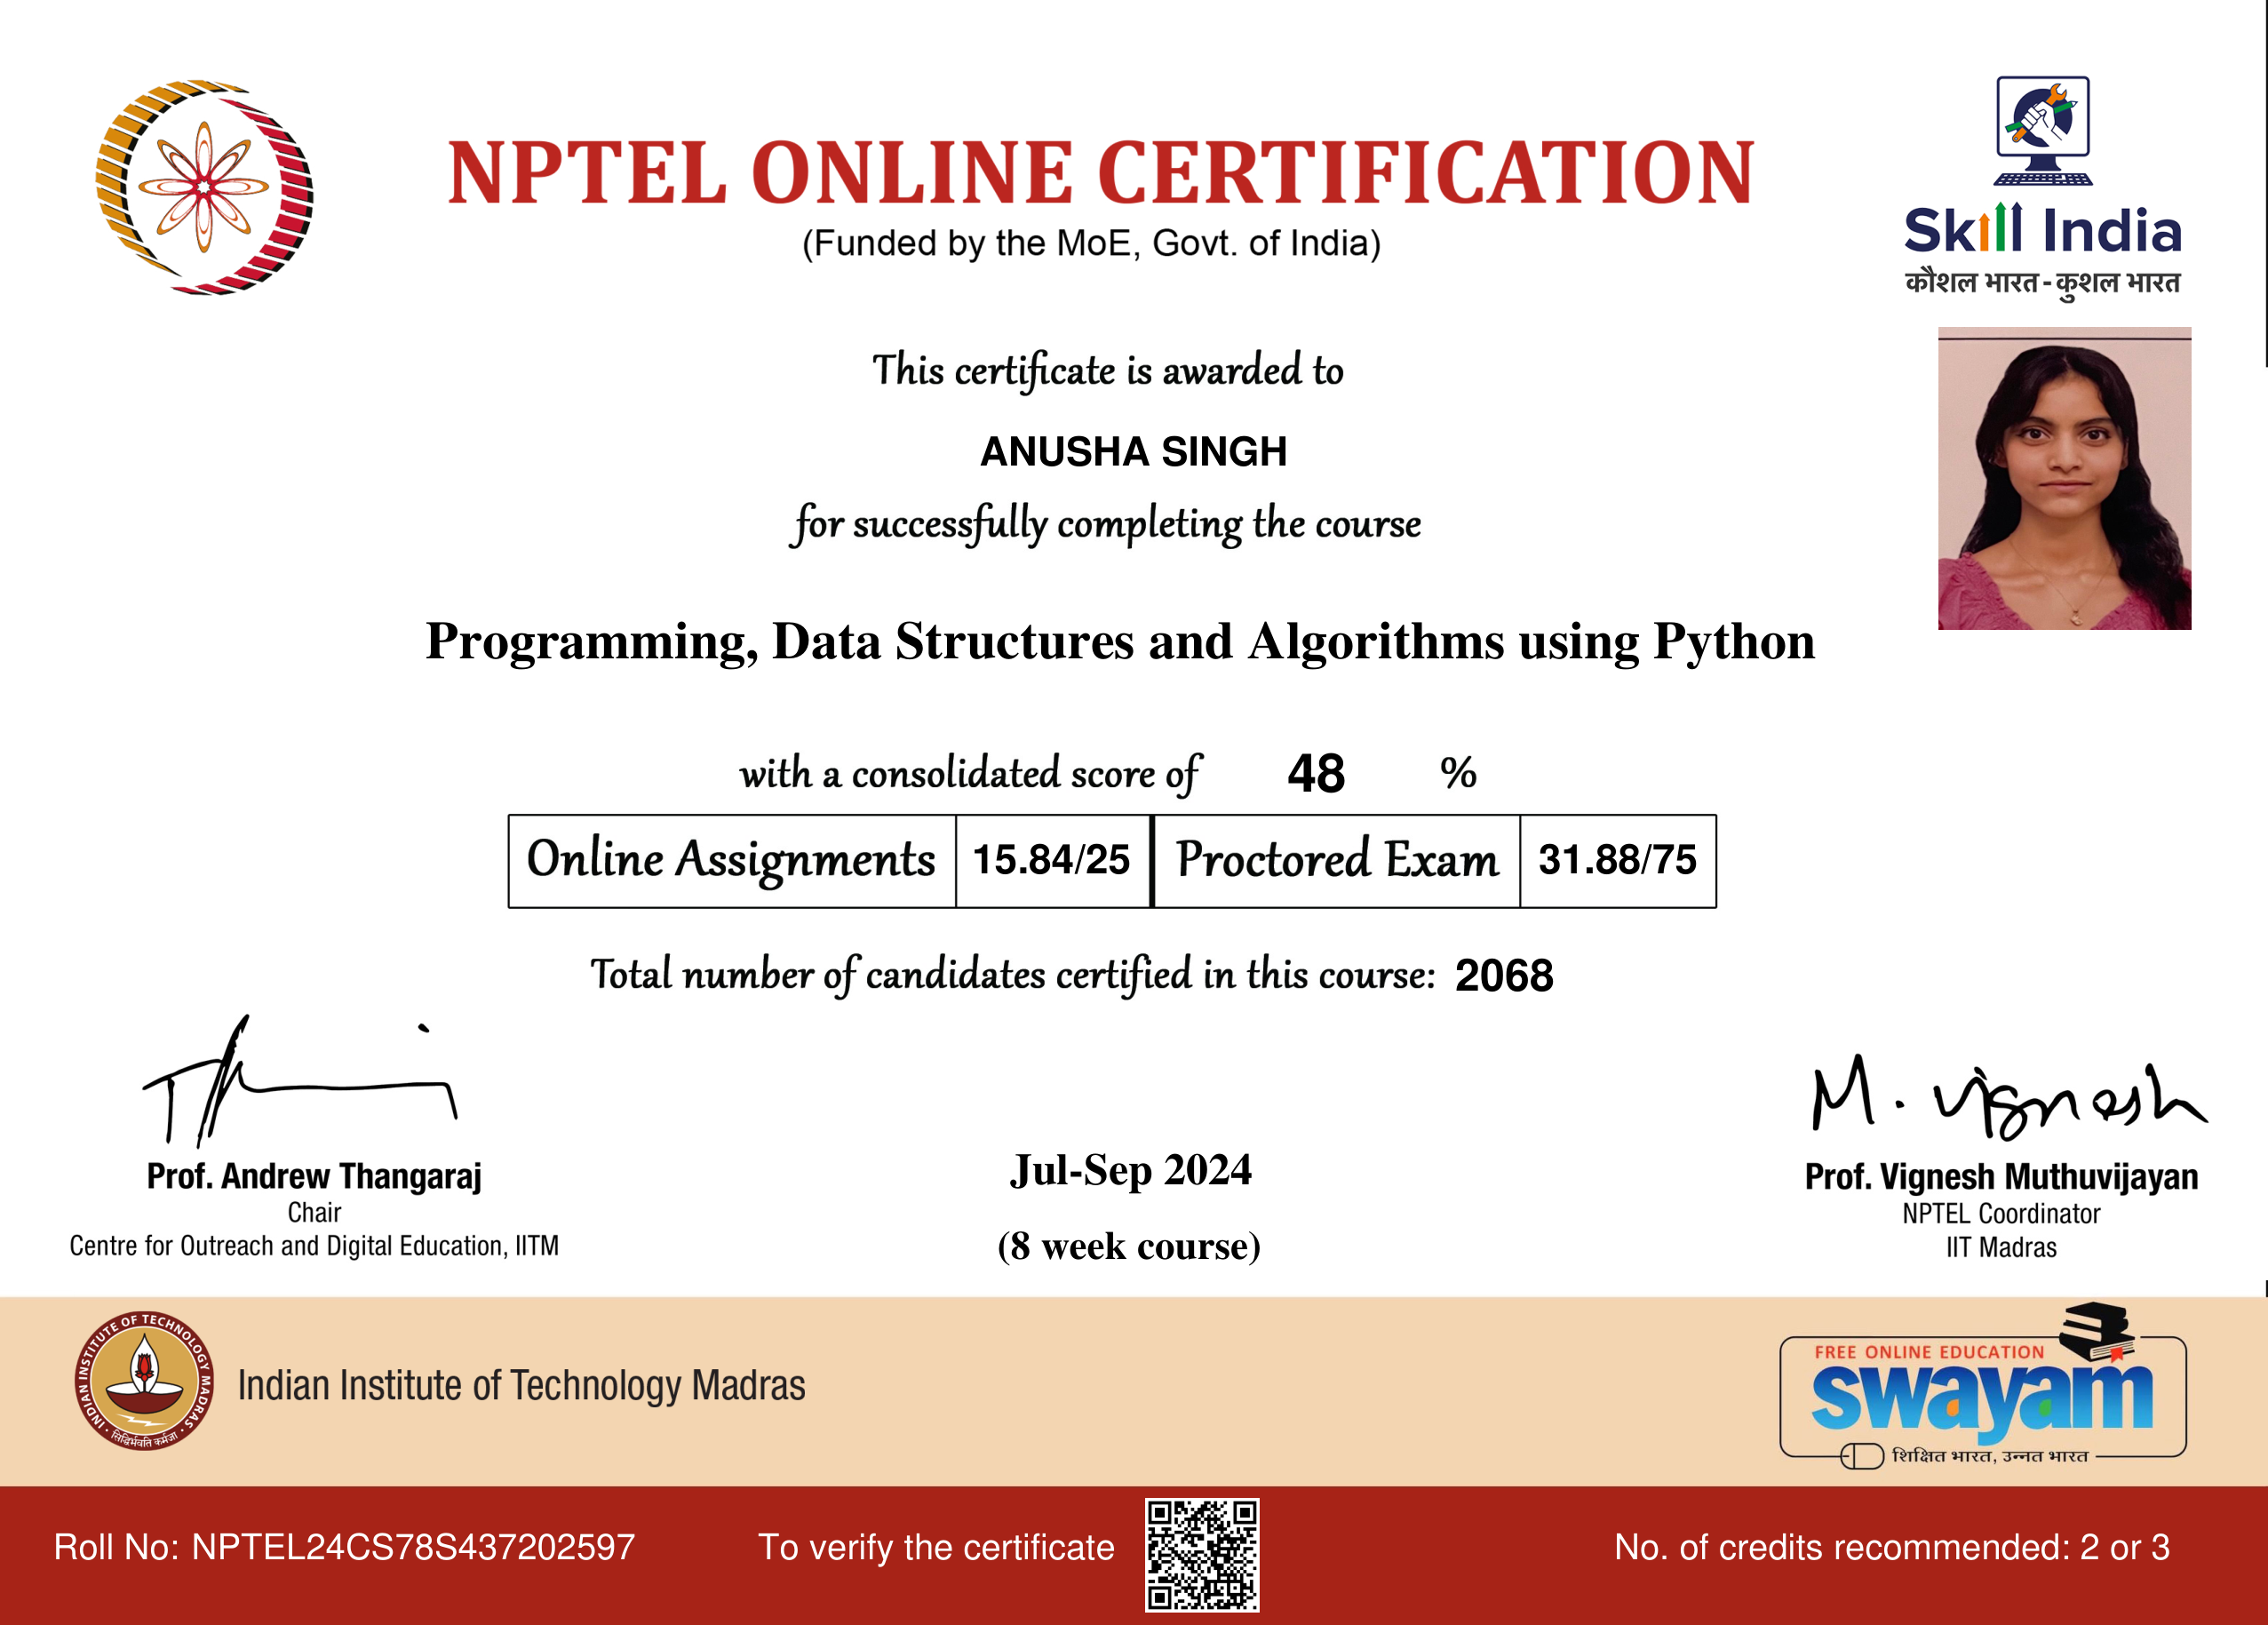 NPTEL ONLINE CERTIFICATION
(Funded by the MoE, Govt. of India)
Skill India
कौशल भारत - कुशल भारत
This certificate is awarded to
ANUSHA SINGH
for successfully completing the course
Programming, Data Structures and Algorithms using Python
with a consolidated score of 48 %
Online Assignments 15.84/25 Proctored Exam 31.88/75
Total number of candidates certified in this course: 2068
M. Vignesh
Prof. Andrew Thangaraj
Chair
Centre for Outreach and Digital Education, IITM
Jul-Sep 2024
(8 week course)
Prof. Vignesh Muthuvijayan
NPTEL Coordinator
IIT Madras
INDIAN INSTITUTE OF TECHNOLOGY MADRAS
सिद्धिर्भवति कर्मजा
Indian Institute of Technology Madras
FREE ONLINE EDUCATION
swayam
शिक्षित भारत, उन्नत भारत
Roll No: NPTEL24CS78S437202597
To verify the certificate
No. of credits recommended: 2 or 3